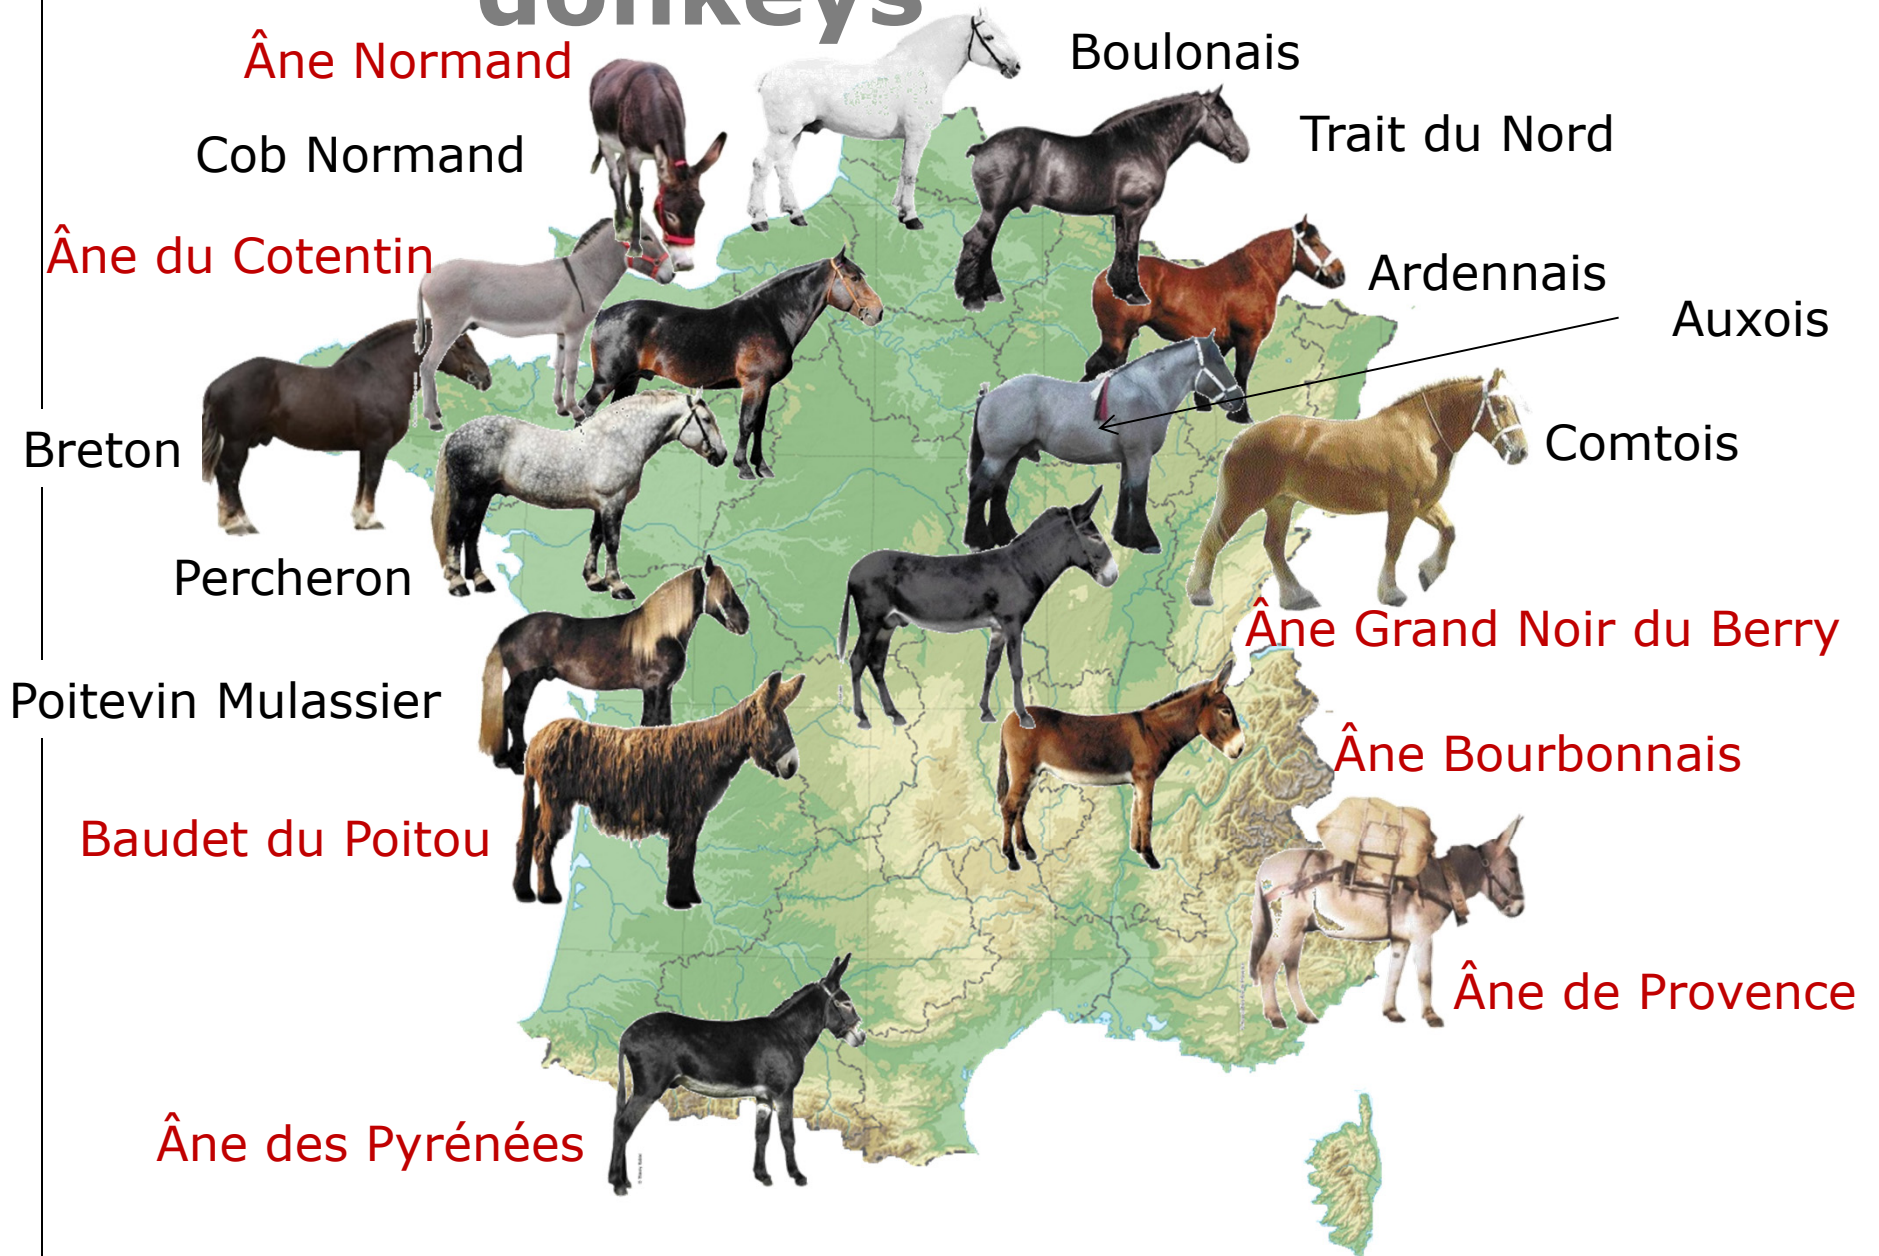 donkeys
Âne Normand
Boulonais
Cob Normand
Trait du Nord
Âne du Cotentin
Ardennais
Auxois
Breton
Comtois
Percheron
Âne Grand Noir du Berry
Poitevin Mulassier
Âne Bourbonnais
Baudet du Poitou
Âne de Provence
Âne des Pyrénées